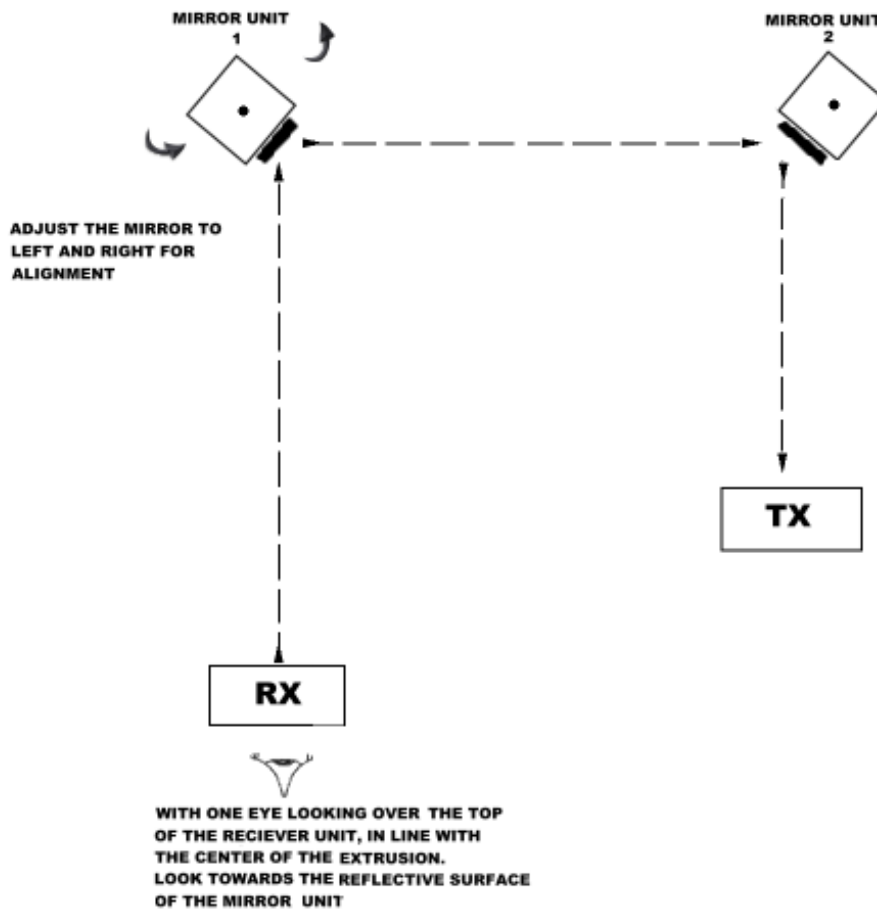 MIRROR UNIT
1
MIRROR UNIT
2
ADJUST THE MIRROR TO
LEFT AND RIGHT FOR
ALIGNMENT
TX
RX
WITH ONE EYE LOOKING OVER THE TOP
OF THE RECIEVER UNIT, IN LINE WITH
THE CENTER OF THE EXTRUSION.
LOOK TOWARDS THE REFLECTIVE SURFACE
OF THE MIRROR UNIT